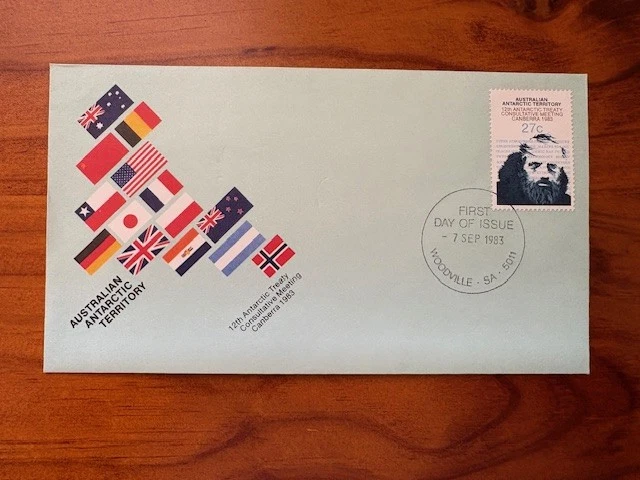 AUSTRALIAN
ANTARCTIC TERRITORY
12th ANTARCTIC TREATY
CONSULTATIVE MEETING
CANBERRA 1983
27c
FIRST
DAY OF ISSUE
- 7 SEP 1983
WOODVILLE · SA · 5011
AUSTRALIAN
ANTARCTIC
TERRITORY
12th Antarctic Treaty
Consultative Meeting
Canberra 1983